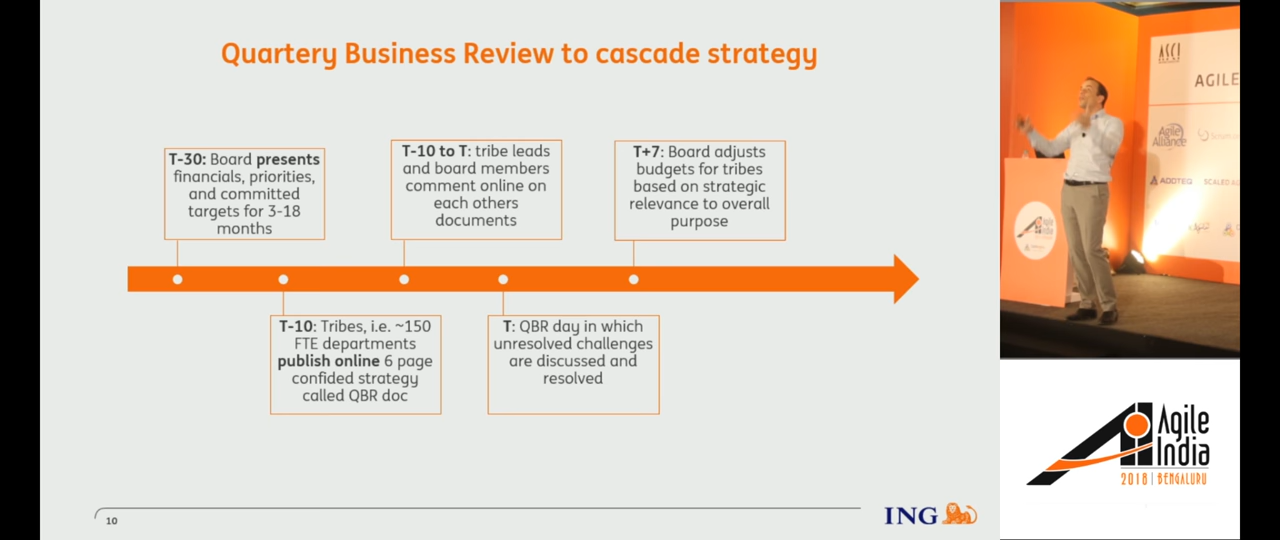 Quartery Business Review to cascade strategy
T-30: Board presents
financials, priorities,
and committed
targets for 3-18
months
T-10 to T: tribe leads
and board members
comment online on
each others
documents
T+7: Board adjusts
budgets for tribes
based on strategic
relevance to overall
purpose
T-10: Tribes, i.e. ~150
FTE departments
publish online 6 page
confided strategy
called QBR doc
T: QBR day in which
unresolved challenges
are discussed and
resolved
10
ING
ASCI
AGILE
Agile
Alliance
ADDTEQ
SCALED
Agile
India
Agile
India
2018 | BENGALURU